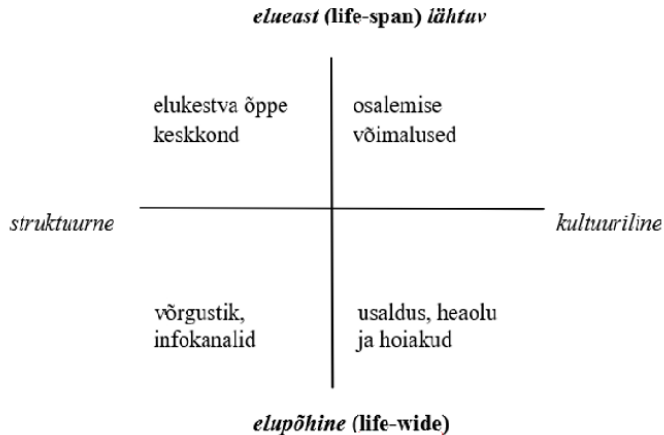 elueast (life-span) lähtuv
elukestva õppe
keskkond
osalemise
võimalused
struktuurne
kultuuriline
võrgustik,
infokanalid
usaldus, heaolu
ja hoiakud
elupõhine (life-wide)